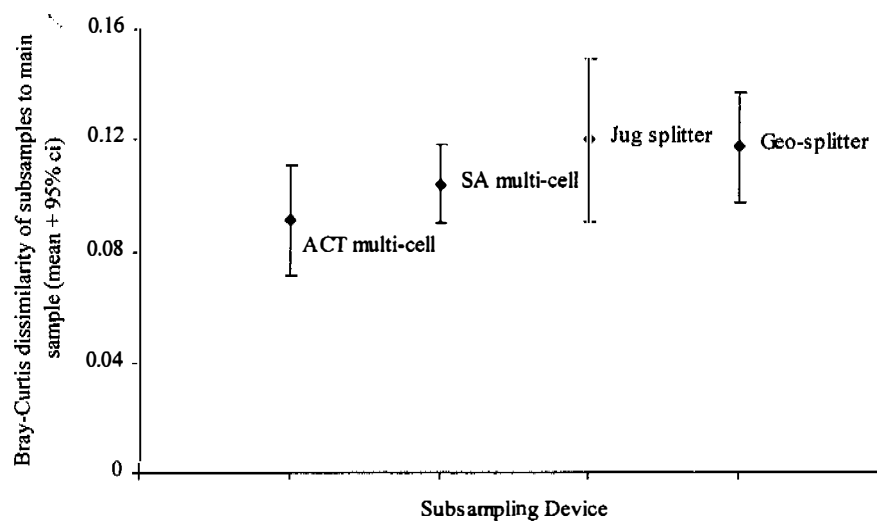 Bray-Curtis dissimilarity of subsamples to main
sample (mean + 95% ci)
0.16
0.12
0.08
0.04
0
ACT multi-cell
SA multi-cell
Jug splitter
Geo-splitter
Subsampling Device